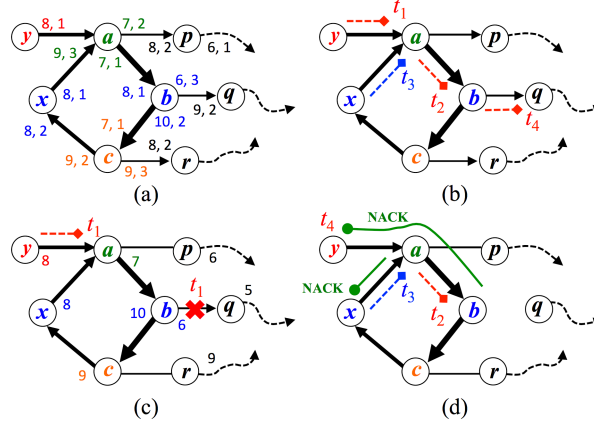 8, 1
7, 2
y
a
p
9, 3
7, 1
8, 2
6, 1
x
8, 1
8, 1
b
6, 3
q
9, 2
8, 2
7, 1
10, 2
9, 2
c
9, 3
8, 2
r
(a)
t1
y
a
p
t3
t2
x
b
q
t4
c
r
(b)
t1
y
a
p
8
7
6
x
8
10
b
t1
6
q
5
9
c
r
9
(c)
t4
NACK
y
a
p
NACK
t3
t2
x
b
q
c
r
(d)